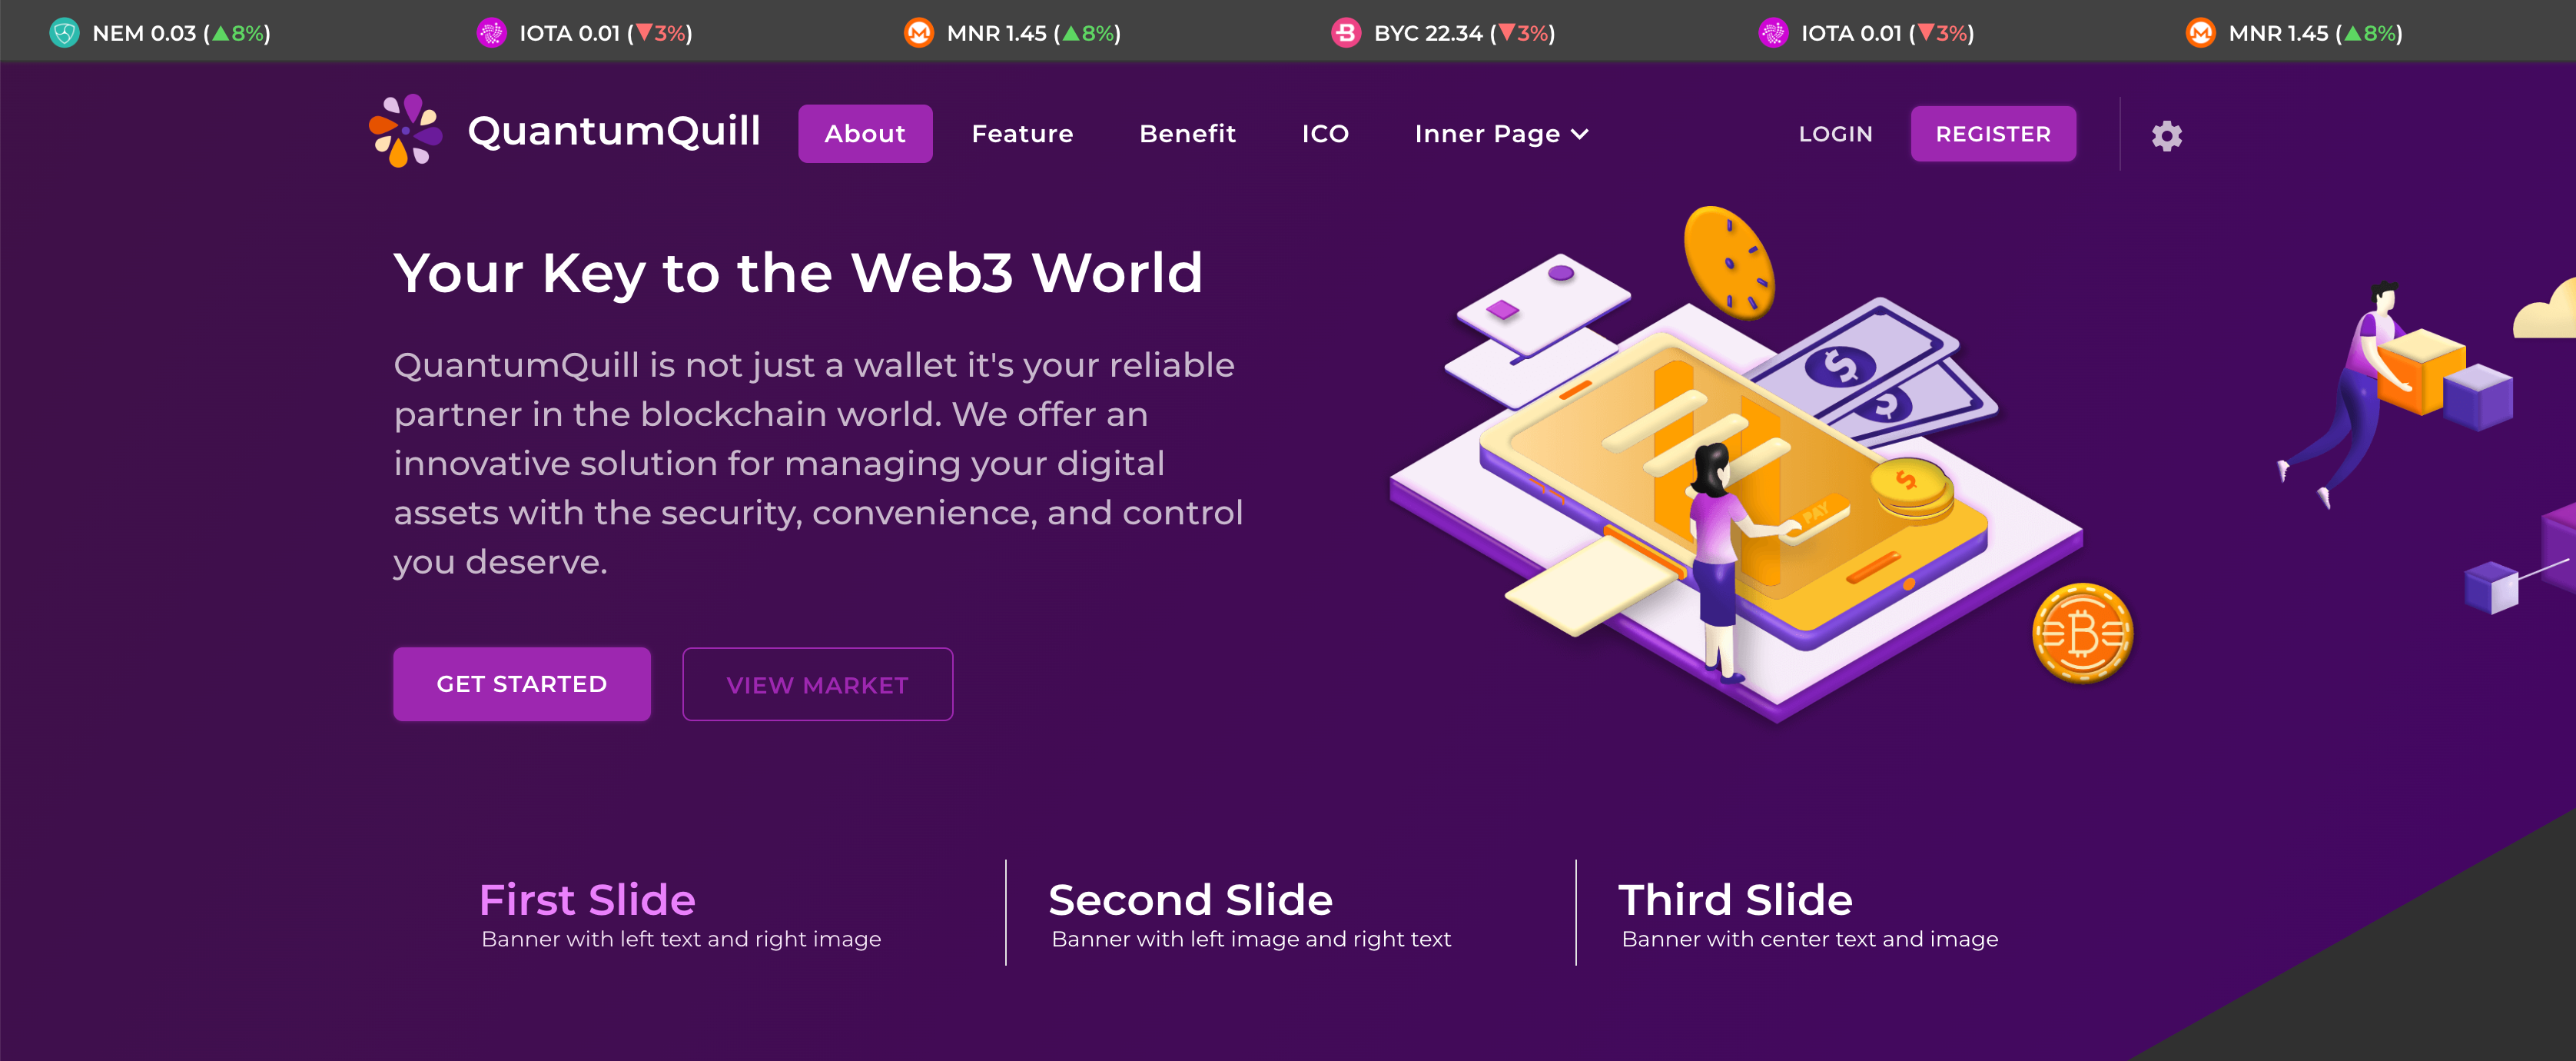 NEM 0.03 (▲8%)
IOTA 0.01 (▼3%)
MNR 1.45 (▲8%)
BYC 22.34 (▼3%)
IOTA 0.01 (▼3%)
MNR 1.45 (▲8%)
QuantumQuill
About
Feature
Benefit
ICO
Inner Page
LOGIN
REGISTER
Your Key to the Web3 World
QuantumQuill is not just a wallet it's your reliable
partner in the blockchain world. We offer an
innovative solution for managing your digital
assets with the security, convenience, and control
you deserve.
GET STARTED
VIEW MARKET
$
$
$
PAY
First Slide
Banner with left text and right image
Second Slide
Banner with left image and right text
Third Slide
Banner with center text and image